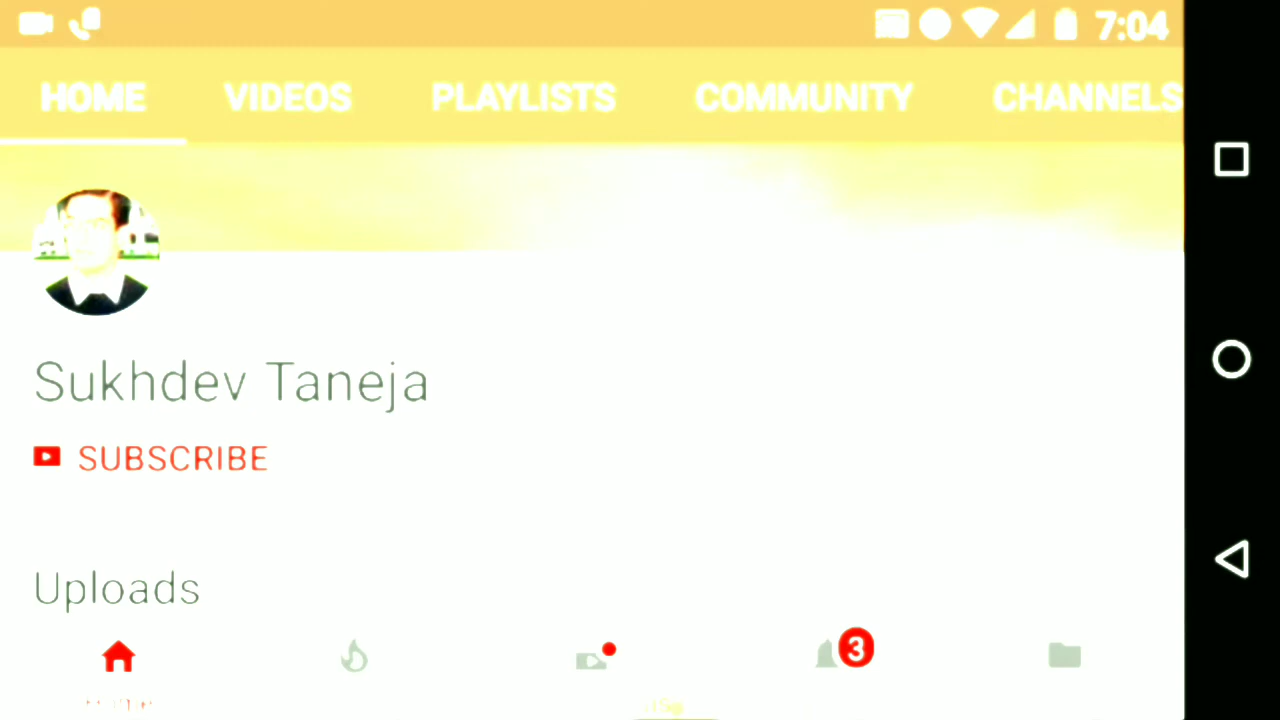 7:04
HOME VIDEOS PLAYLISTS COMMUNITY CHANNELS
Sukhdev Taneja
SUBSCRIBE
Uploads
3